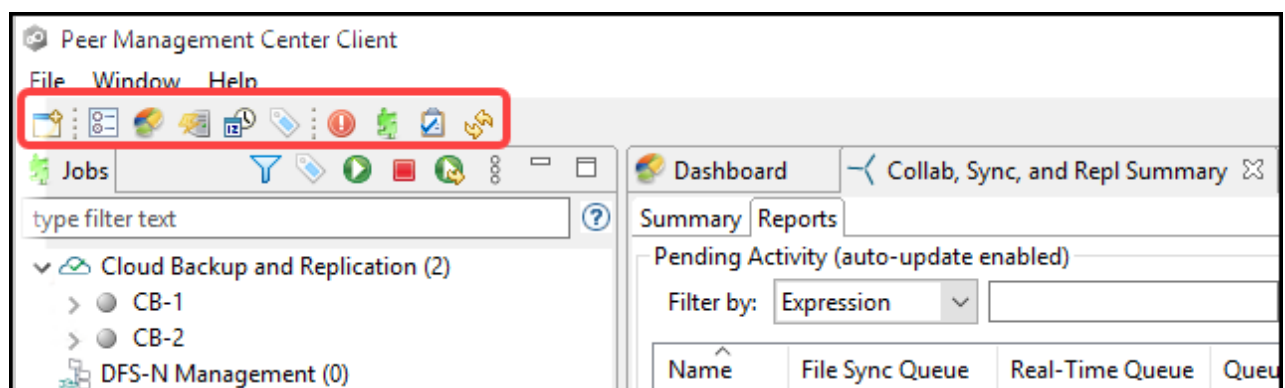 Peer Management Center Client
File Window Help
Jobs
Dashboard
Collab, Sync, and Repl Summary
type filter text
Summary Reports
Pending Activity (auto-update enabled)
Cloud Backup and Replication (2)
Filter by: Expression
CB-1
CB-2
DFS-N Management (0)
Name File Sync Queue Real-Time Queue Queu